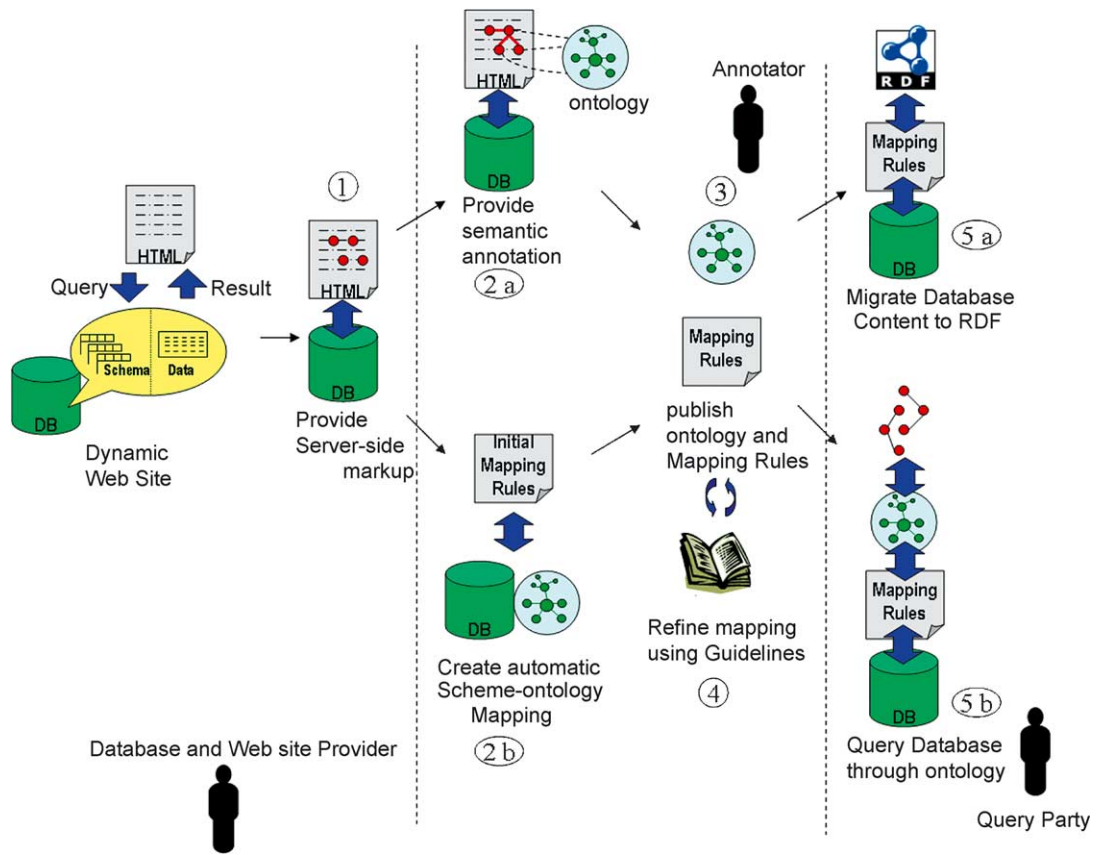 HTML
Query
Result
Schema
Data
DB
Dynamic
Web Site
1
HTML
DB
Provide
Server-side
markup
Database and Web site Provider
HTML
ontology
DB
Provide
semantic
annotation
2 a
Initial
Mapping
Rules
DB
Create automatic
Scheme-ontology
Mapping
2 b
Annotator
3
Mapping
Rules
publish
ontology and
Mapping Rules
Refine mapping
using Guidelines
4
RDF
Mapping
Rules
DB
5 a
Migrate Database
Content to RDF
Mapping
Rules
DB
5 b
Query Database
through ontology
Query Party